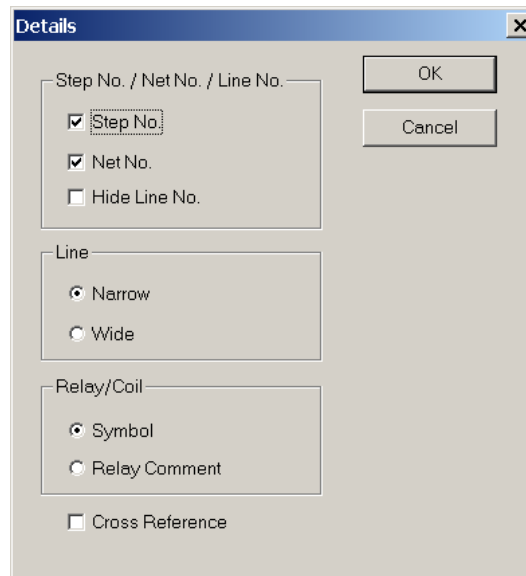 Details
Step No. / Net No. / Line No.
Step No.
Net No.
Hide Line No.
OK
Cancel
Line
Narrow
Wide
Relay/Coil
Symbol
Relay Comment
Cross Reference